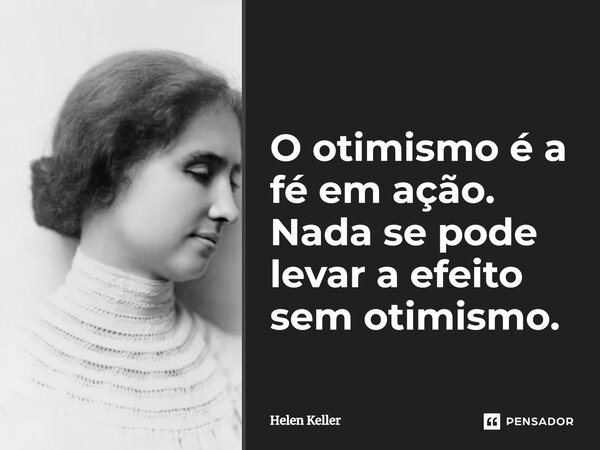 O otimismo é a
fé em ação.
Nada se pode
levar a efeito
sem otimismo.
Helen Keller
PENSADOR